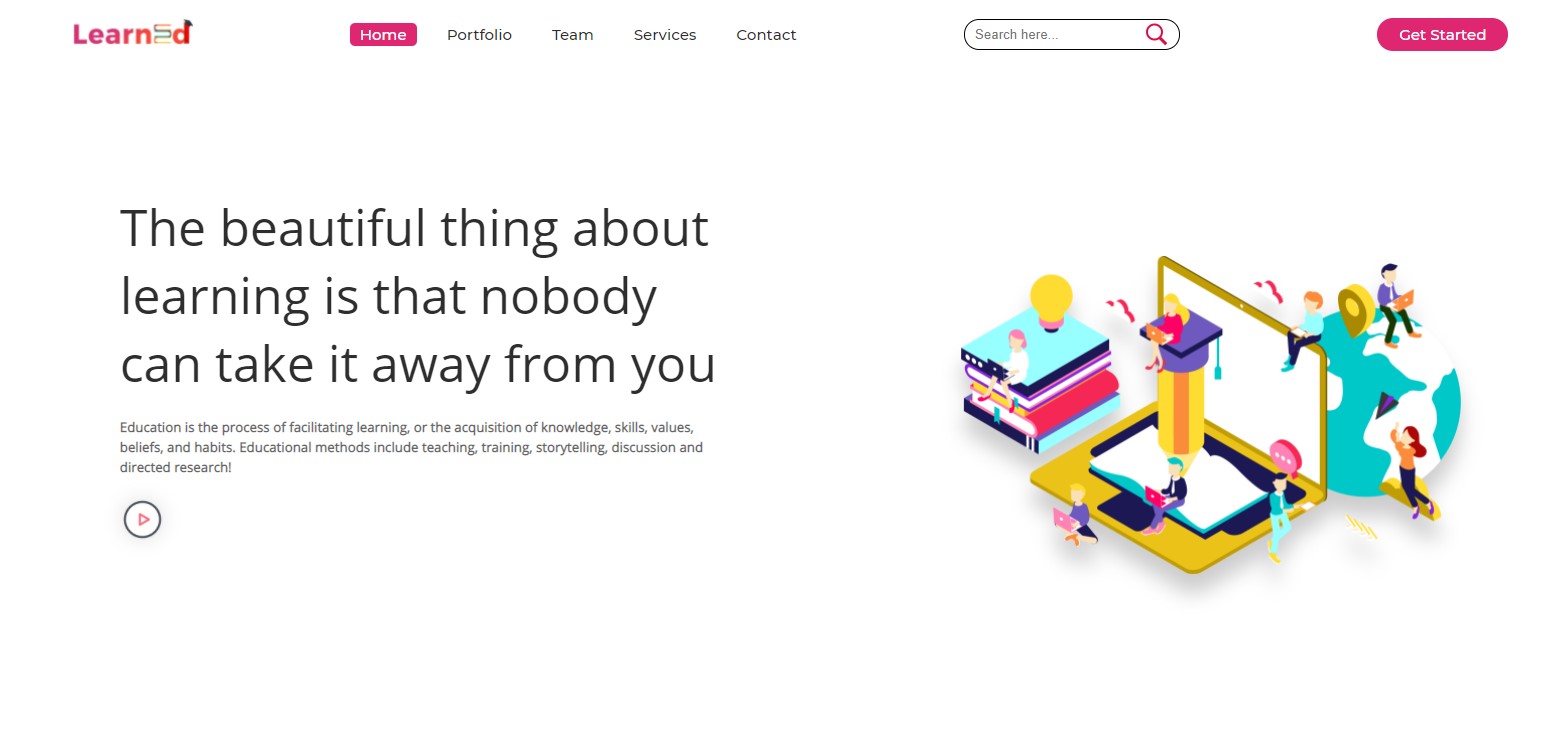 LearnEd
Home
Portfolio
Team
Services
Contact
Search here...
Get Started
The beautiful thing about
learning is that nobody
can take it away from you
Education is the process of facilitating learning, or the acquisition of knowledge, skills, values,
beliefs, and habits. Educational methods include teaching, training, storytelling, discussion and
directed research!